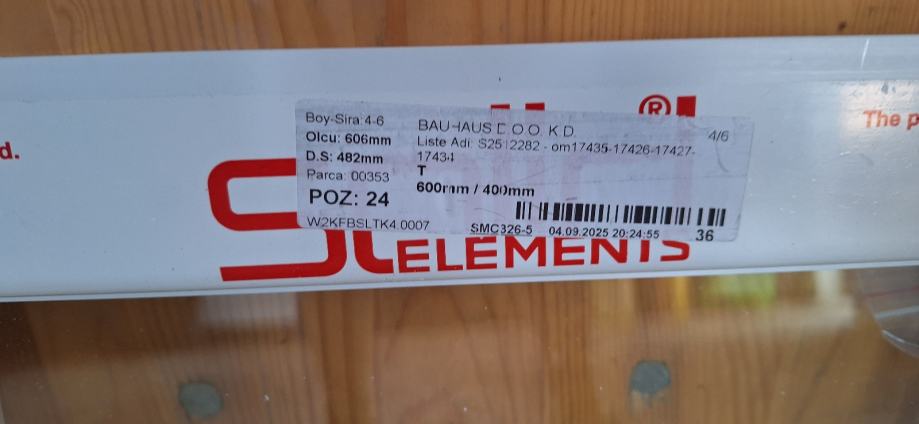 Boy-Sira:4-6
Olcu: 606mm
D.S: 482mm
Parca: 00353
POZ: 24
W2KFBSLTK4.0007
BAUHAUS D.O.O. K.D.
4/6
Liste Adi: S2512282 - om17435-17426-17427-
17434
T
600mm / 400mm
SMC326-5 04.09.2025 20:24:55
36
d.
®
The p
ELEMENTS